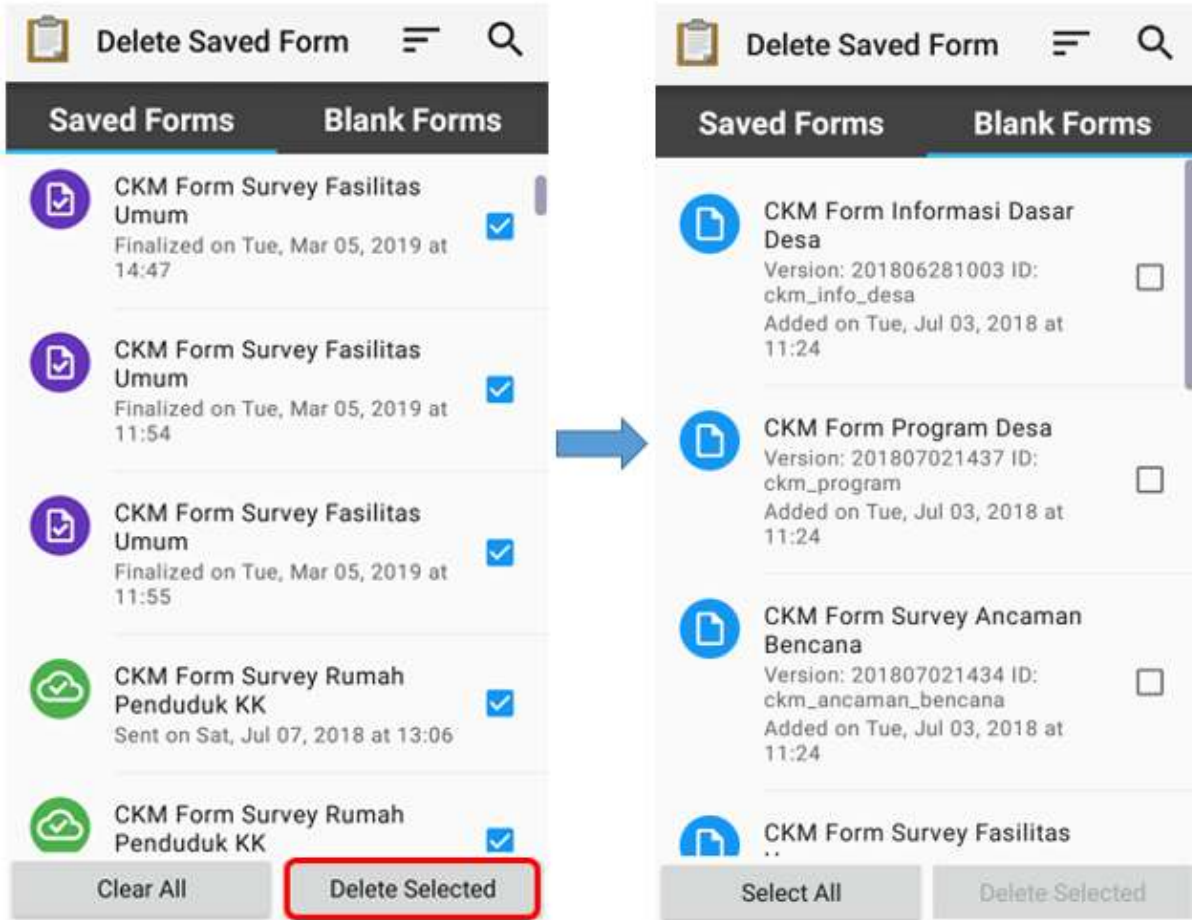 Delete Saved Form
Saved Forms
Blank Forms
CKM Form Survey Fasilitas
Umum
Finalized on Tue, Mar 05, 2019 at
14:47
CKM Form Survey Fasilitas
Umum
Finalized on Tue, Mar 05, 2019 at
11:54
CKM Form Survey Fasilitas
Umum
Finalized on Tue, Mar 05, 2019 at
11:55
CKM Form Survey Rumah
Penduduk KK
Sent on Sat, Jul 07, 2018 at 13:06
CKM Form Survey Rumah
Penduduk KK
Clear All
Delete Selected
Delete Saved Form
Saved Forms
Blank Forms
CKM Form Informasi Dasar
Desa
Version: 201806281003 ID:
ckm_info_desa
Added on Tue, Jul 03, 2018 at
11:24
CKM Form Program Desa
Version: 201807021437 ID:
ckm_program
Added on Tue, Jul 03, 2018 at
11:24
CKM Form Survey Ancaman
Bencana
Version: 201807021434 ID:
ckm_ancaman_bencana
Added on Tue, Jul 03, 2018 at
11:24
CKM Form Survey Fasilitas
Select All
Delete Selected